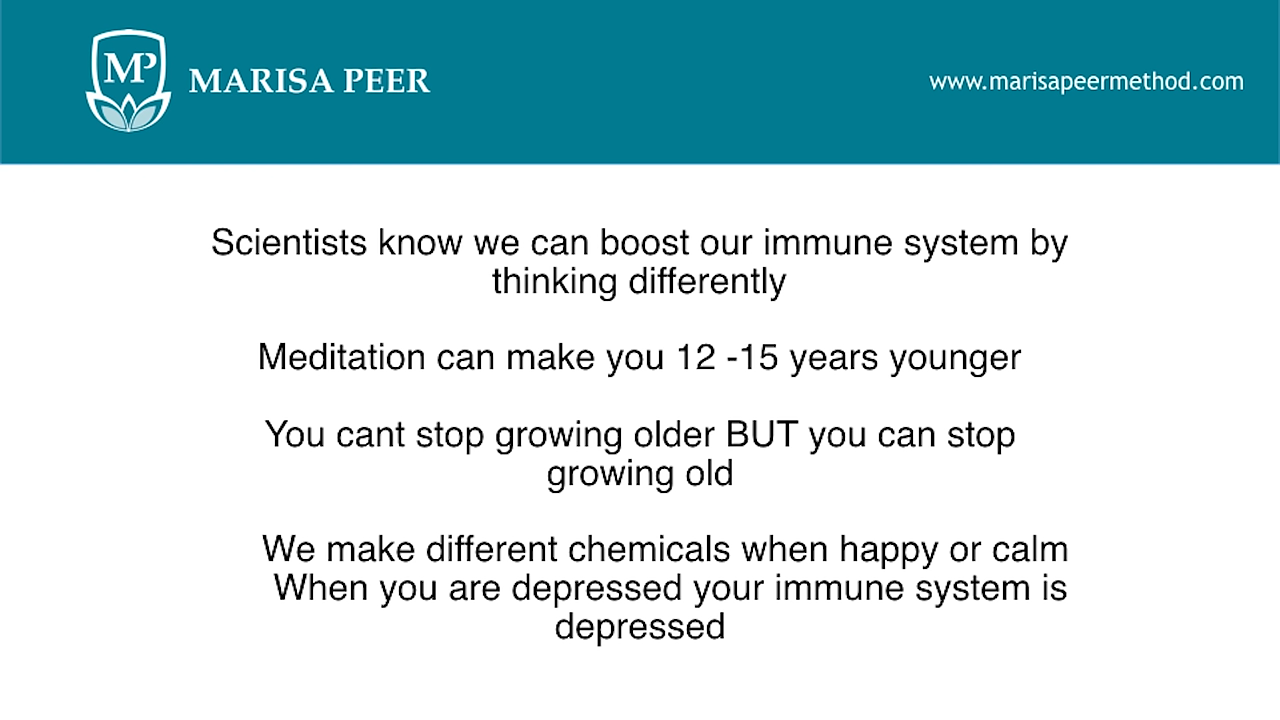 MP
MARISA PEER
www.marisapeermethod.com
Scientists know we can boost our immune system by
thinking differently
Meditation can make you 12 -15 years younger
You cant stop growing older BUT you can stop
growing old
We make different chemicals when happy or calm
When you are depressed your immune system is
depressed